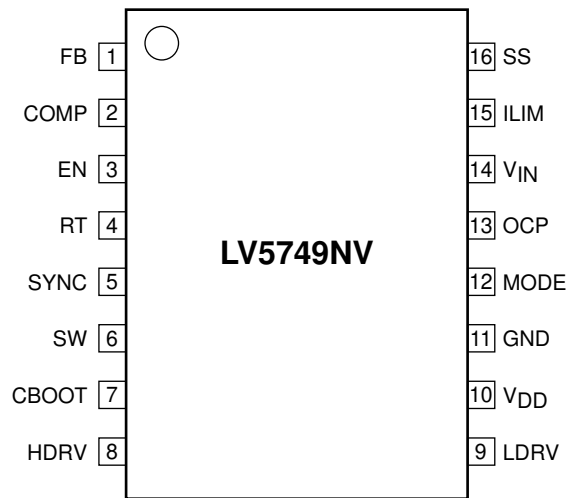 FB 1
COMP 2
EN 3
RT 4
SYNC 5
SW 6
CBOOT 7
HDRV 8
LV5749NV
16 SS
15 ILIM
14 VIN
13 OCP
12 MODE
11 GND
10 VDD
9 LDRV